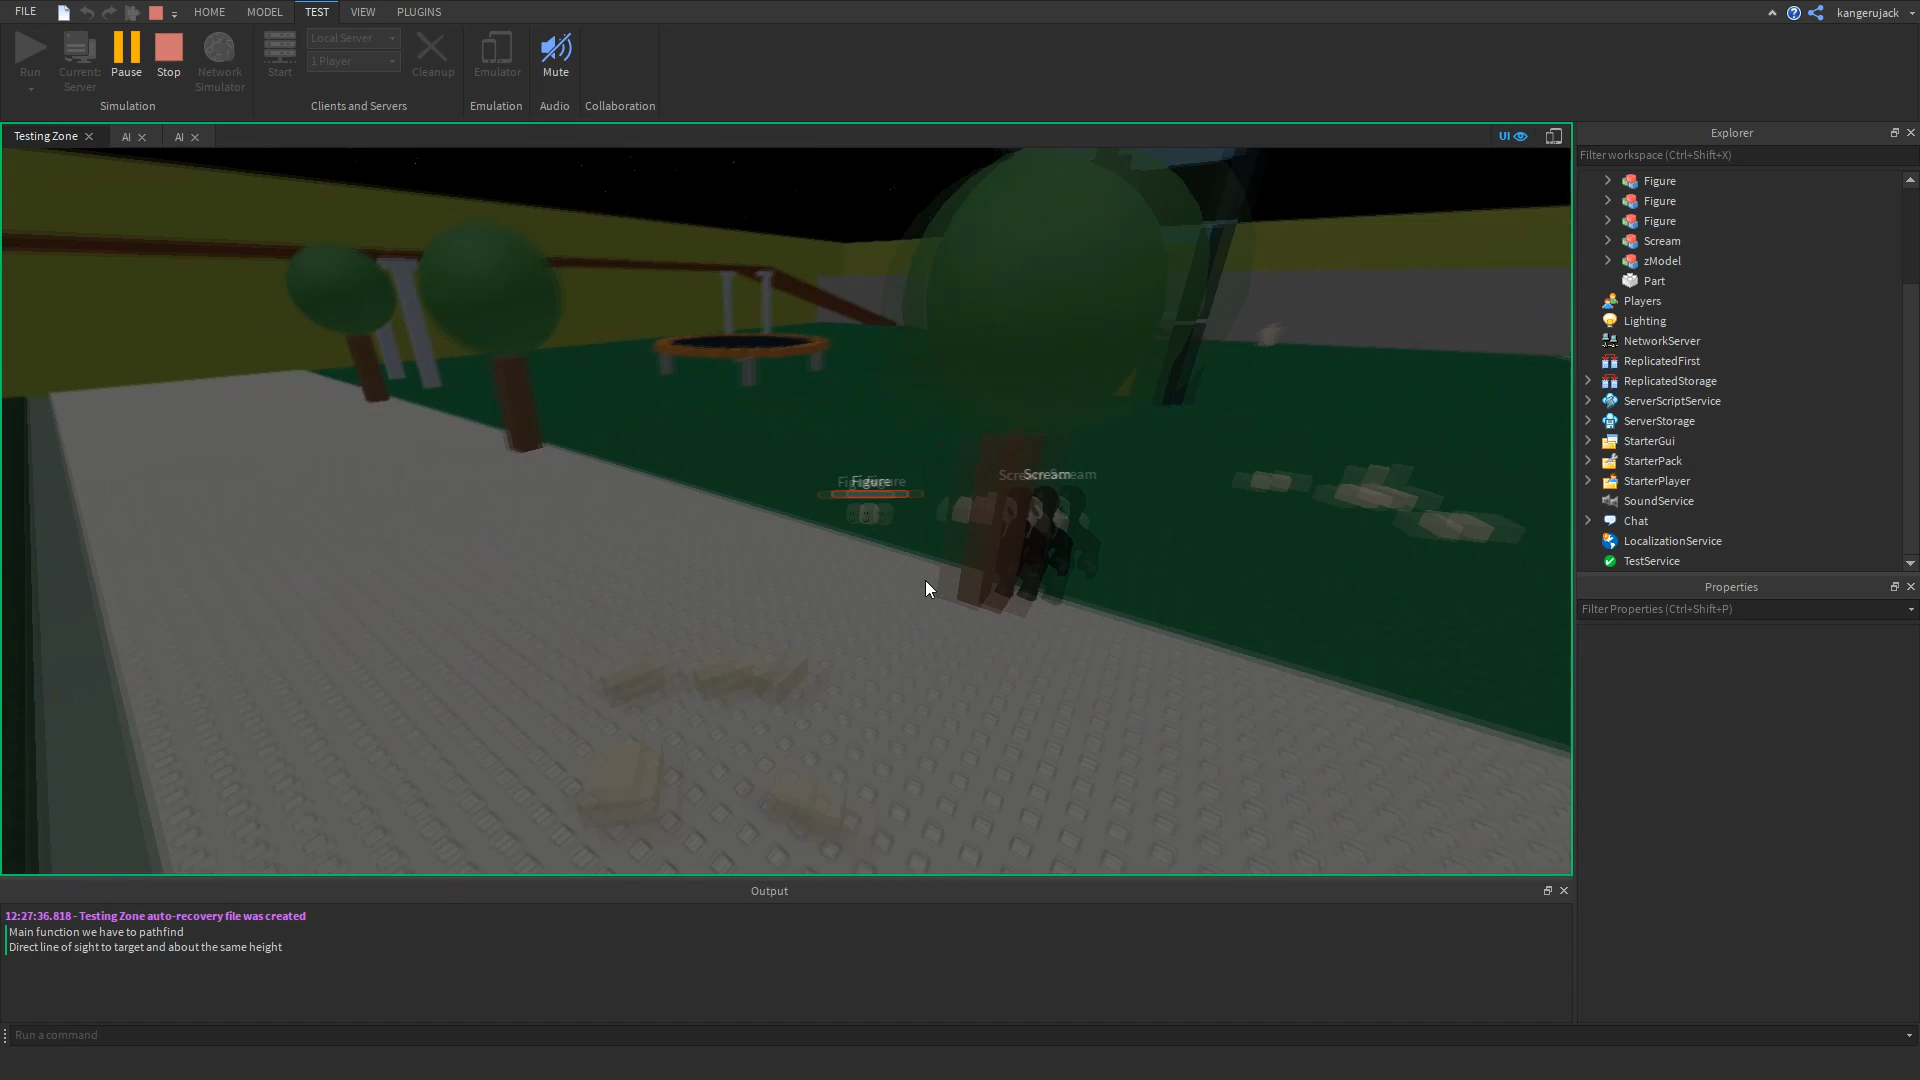 FILE HOME MODEL TEST VIEW PLUGINS kangerujack
Run
Current: Server
Pause
Stop
Network Simulator
Start
Local Server
1 Player
Cleanup
Emulator
Mute
Simulation Clients and Servers Emulation Audio Collaboration
Testing Zone AI AI UI
Figure
Scream
Explorer
Filter workspace (Ctrl+Shift+X)
Figure
Figure
Figure
Scream
zModel
Part
Players
Lighting
NetworkServer
ReplicatedFirst
ReplicatedStorage
ServerScriptService
ServerStorage
StarterGui
StarterPack
StarterPlayer
SoundService
Chat
LocalizationService
TestService
Properties
Filter Properties (Ctrl+Shift+P)
Output
12:27:36.818 - Testing Zone auto-recovery file was created
Main function we have to pathfind
Direct line of sight to target and about the same height
Run a command